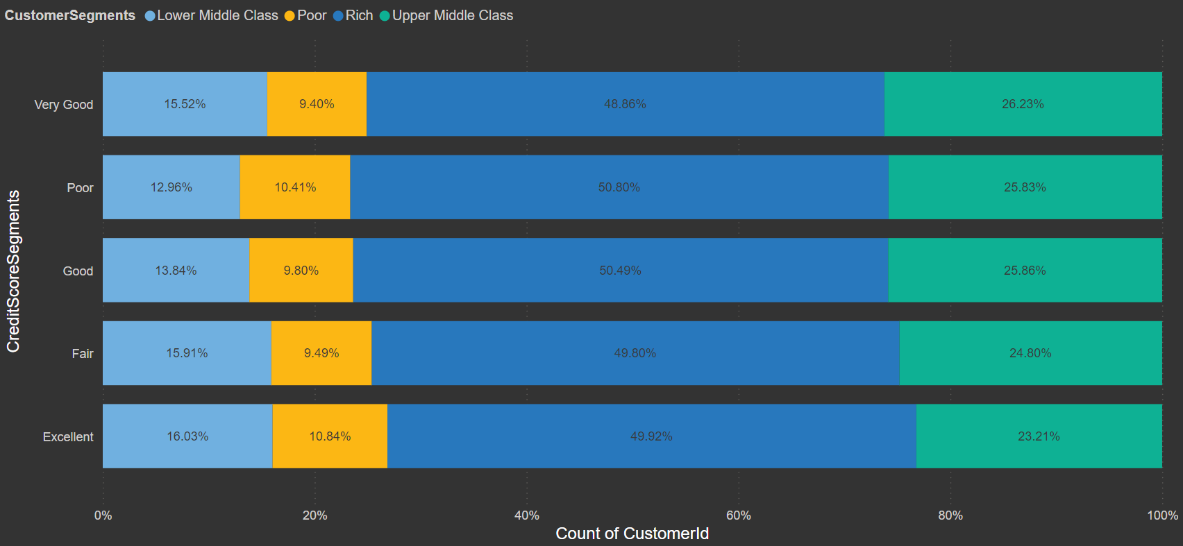 CustomerSegments Lower Middle Class Poor Rich Upper Middle Class
CreditScoreSegments
Very Good 15.52% 9.40% 48.86% 26.23%
Poor 12.96% 10.41% 50.80% 25.83%
Good 13.84% 9.80% 50.49% 25.86%
Fair 15.91% 9.49% 49.80% 24.80%
Excellent 16.03% 10.84% 49.92% 23.21%
0% 20% 40% 60% 80% 100%
Count of CustomerId